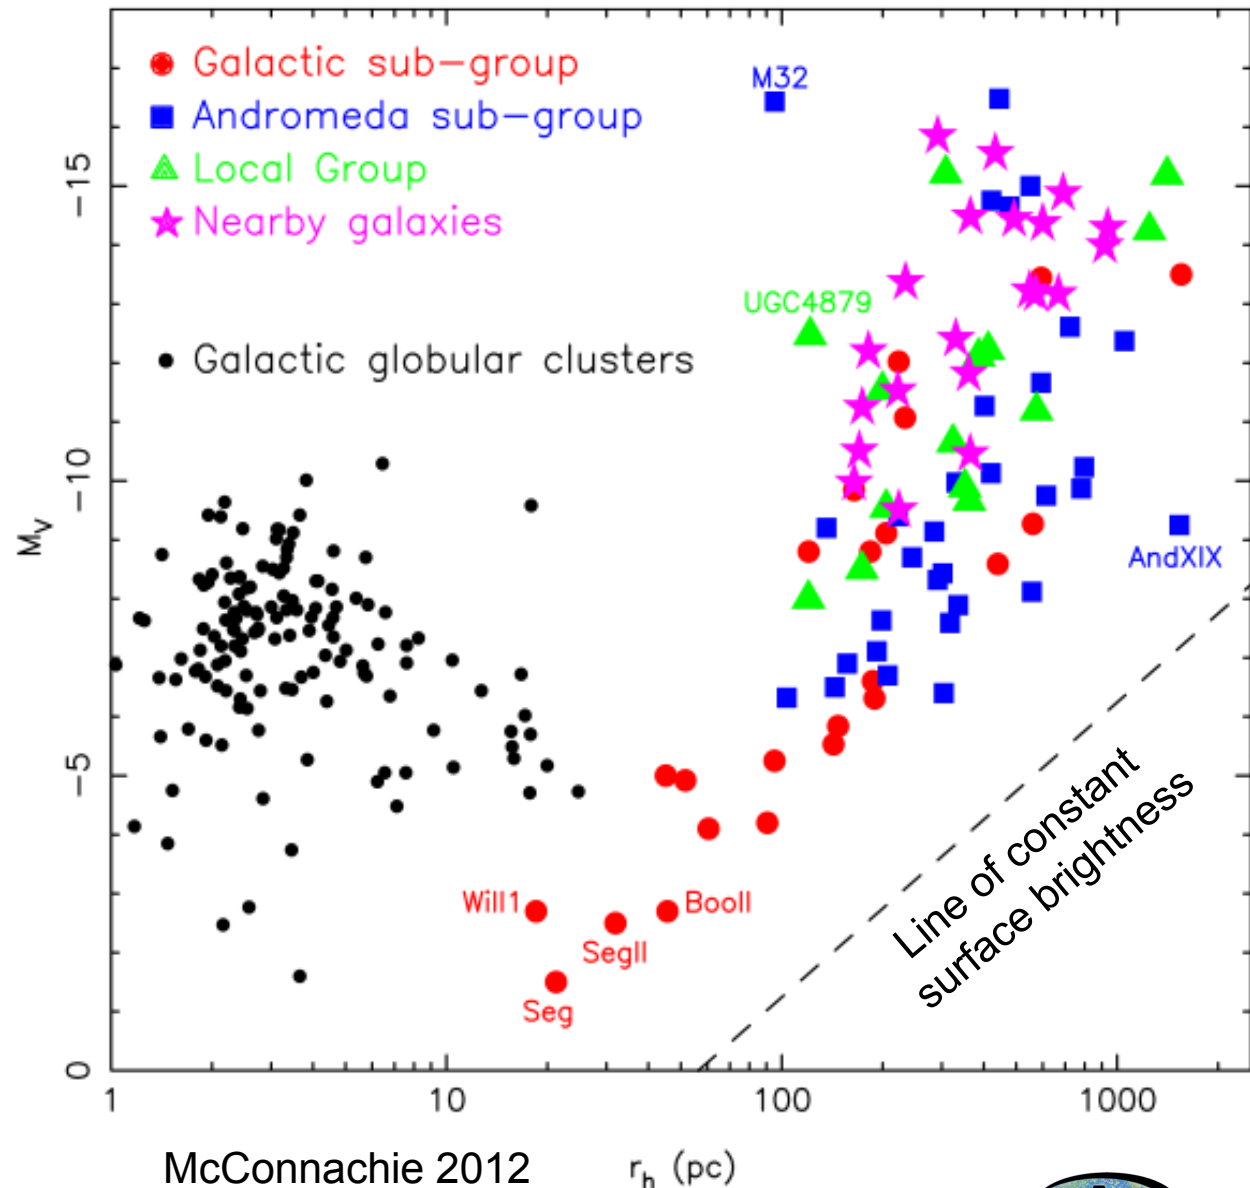 Galactic sub-group
Andromeda sub-group
Local Group
Nearby galaxies
Galactic globular clusters
M32
UGC4879
AndXIX
Will1
BooII
SegII
Seg
Line of constant
surface brightness
-15
-10
-5
0
M_V
1
10
100
1000
r_h (pc)
McConnachie 2012